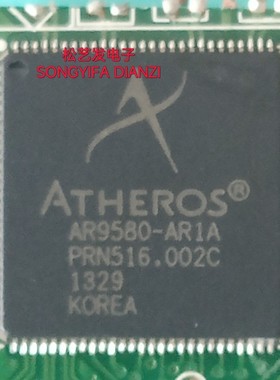 松艺发电子
SONGYIFA DIANZI
ATHEROS®
AR9580-AR1A
PRN516.002C
1329
KOREA